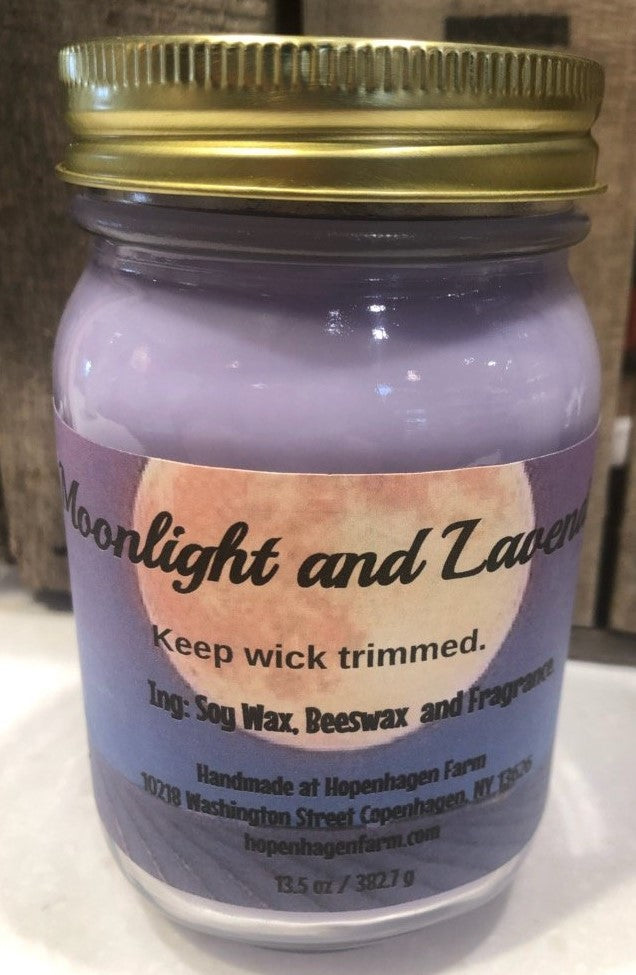 Moonlight and Lavend
Keep wick trimmed.
Ing: Soy Wax, Beeswax and Fragrance
Handmade at Hopenhagen Farm
10218 Washington Street Copenhagen, NY 13626
hopenhagenfarm.com
13.5 oz / 382.7 g